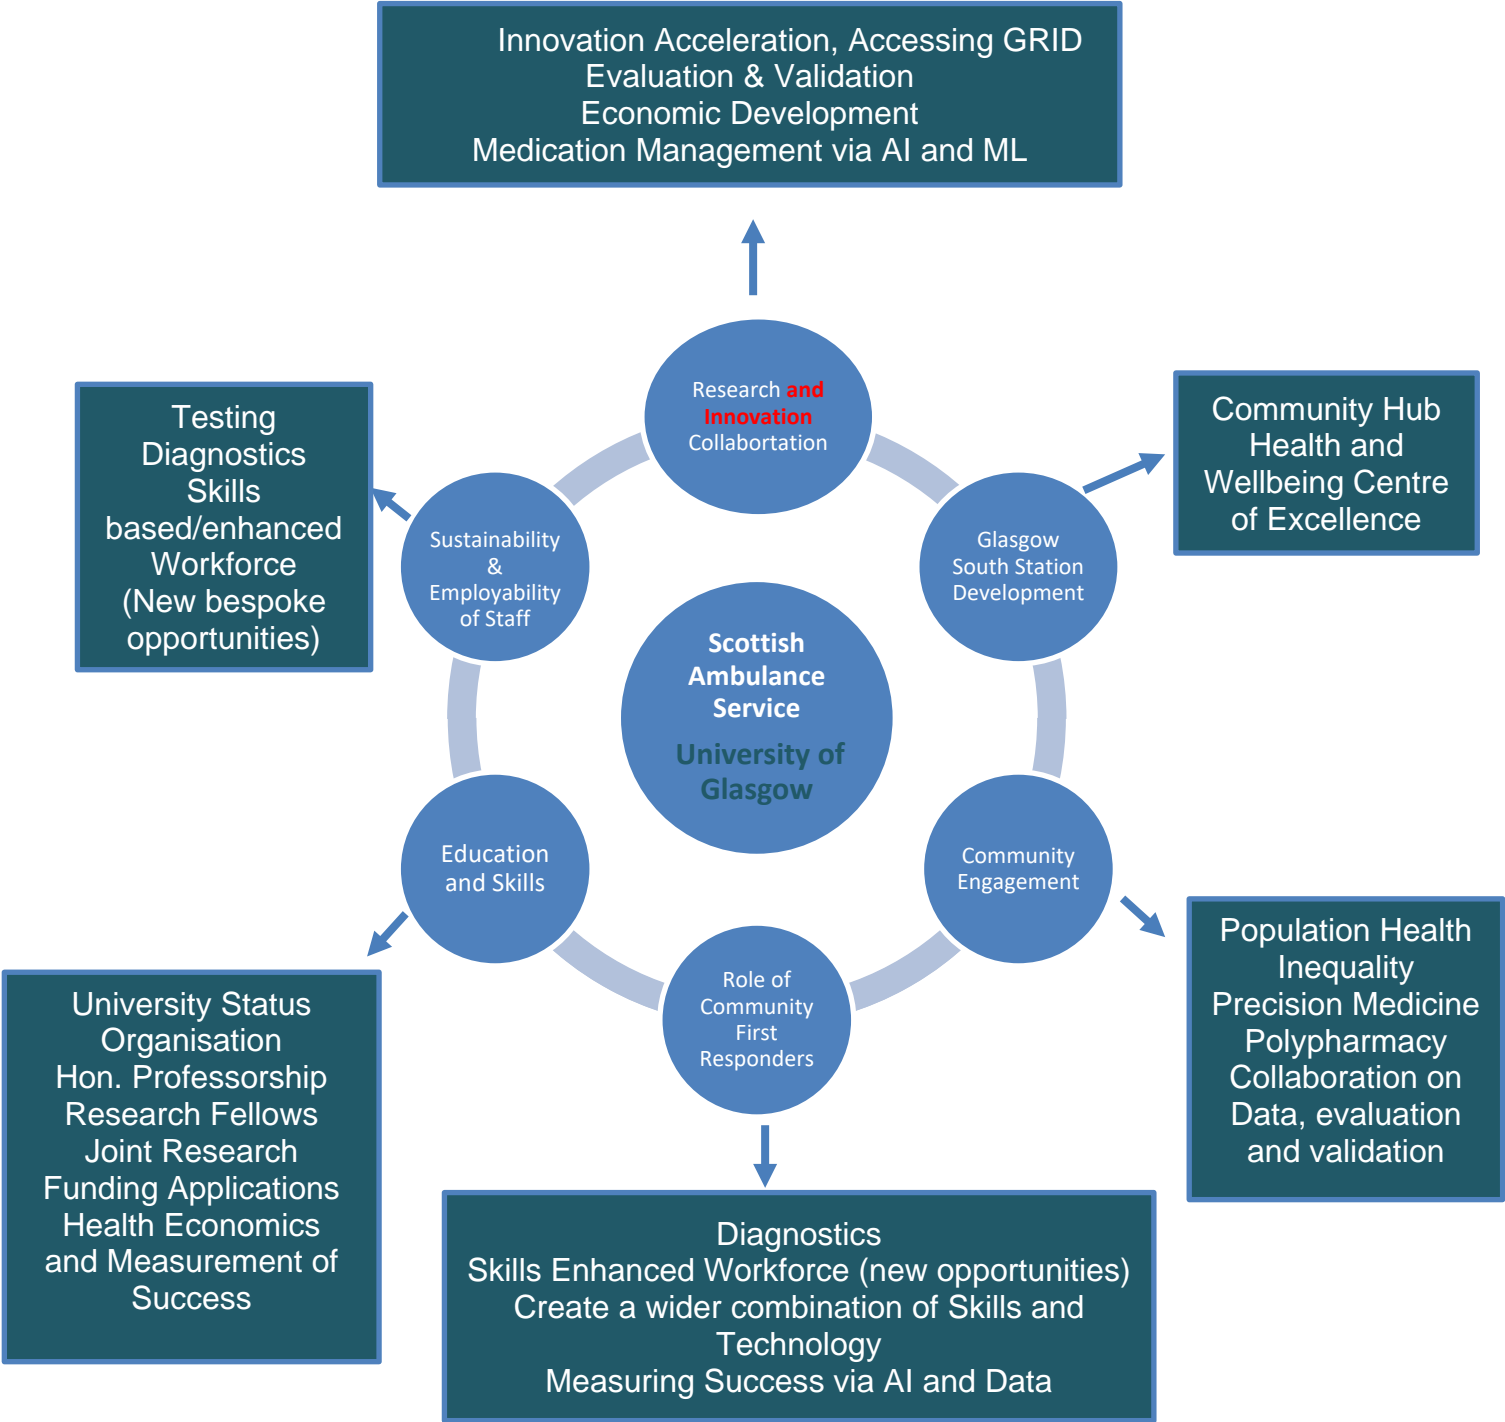 Innovation Acceleration, Accessing GRID
Evaluation & Validation
Economic Development
Medication Management via AI and ML
Research and
Innovation
Collabortation
Testing
Diagnostics
Skills
based/enhanced
Workforce
(New bespoke
opportunities)
Community Hub
Health and
Wellbeing Centre
of Excellence
Sustainability
&
Employability
of Staff
Glasgow
South Station
Development
Scottish
Ambulance
Service
University of
Glasgow
Education
and Skills
Community
Engagement
Role of
Community
First
Responders
University Status
Organisation
Hon. Professorship
Research Fellows
Joint Research
Funding Applications
Health Economics
and Measurement of
Success
Population Health
Inequality
Precision Medicine
Polypharmacy
Collaboration on
Data, evaluation
and validation
Diagnostics
Skills Enhanced Workforce (new opportunities)
Create a wider combination of Skills and
Technology
Measuring Success via AI and Data